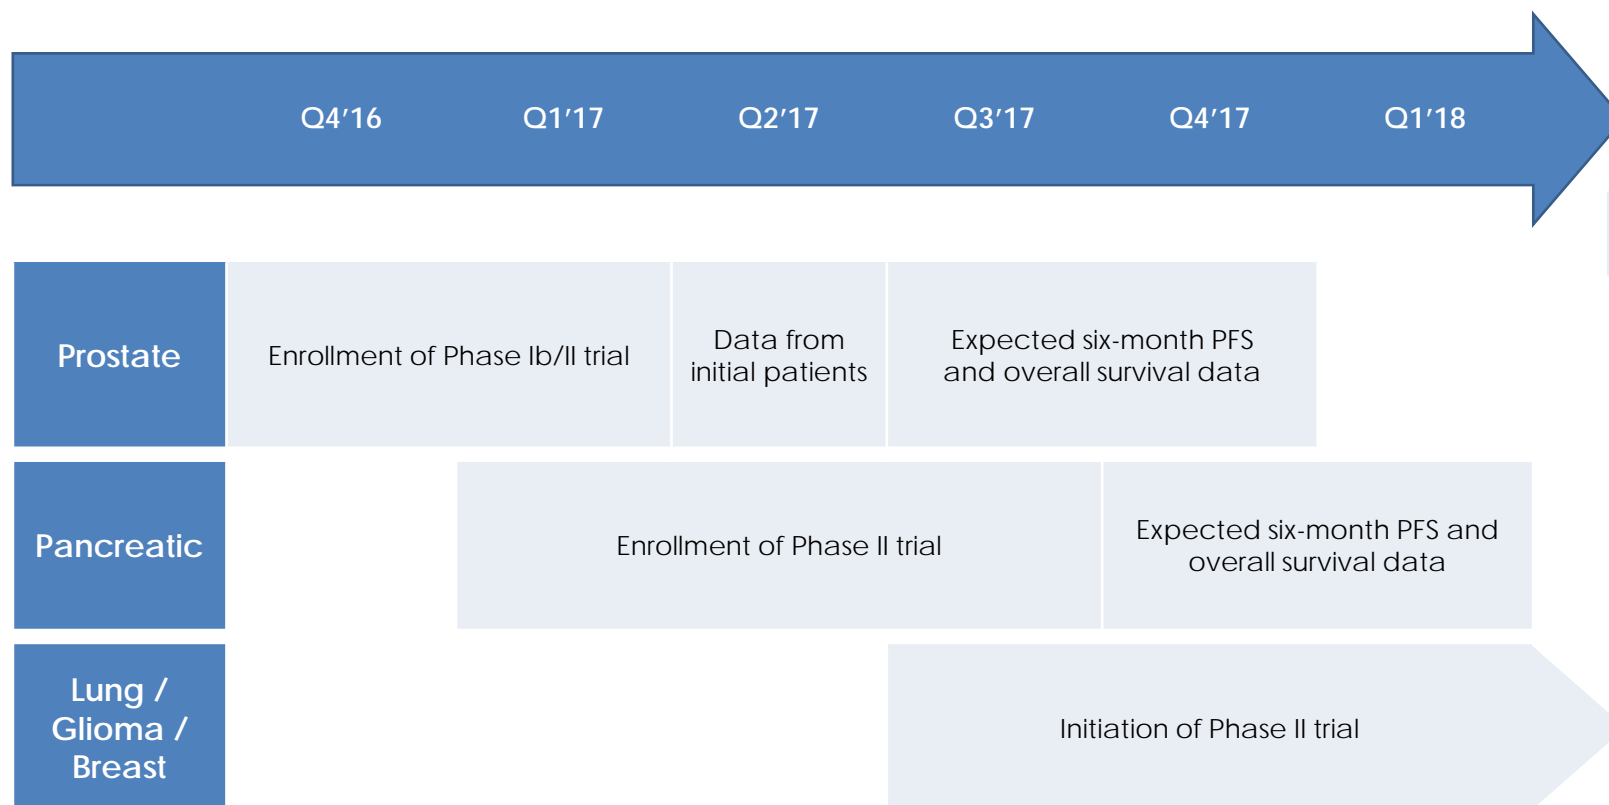 Q4’16 Q1’17 Q2’17 Q3’17 Q4’17 Q1’18
Prostate
Enrollment of Phase Ib/II trial
Data from
initial patients
Expected six-month PFS
and overall survival data
Pancreatic
Enrollment of Phase II trial
Expected six-month PFS and
overall survival data
Lung /
Glioma /
Breast
Initiation of Phase II trial